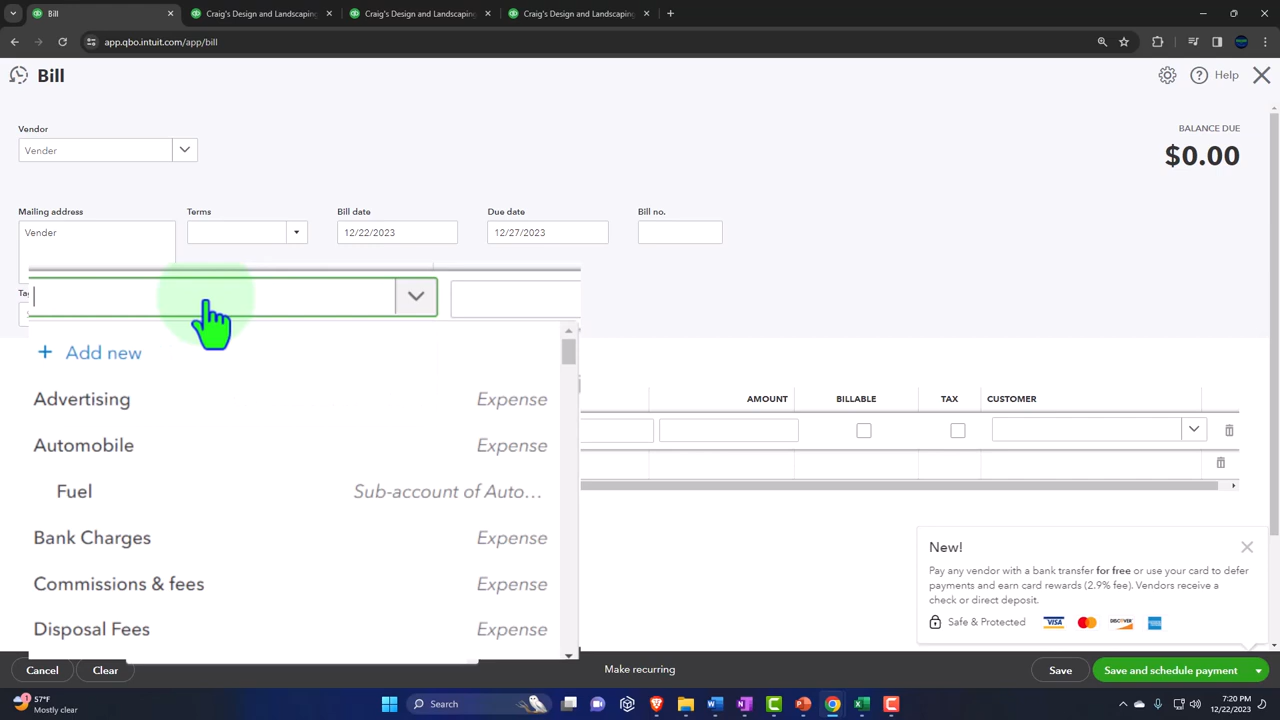 Bill
Craig's Design and Landscaping
Craig's Design and Landscaping
Craig's Design and Landscaping
app.qbo.intuit.com/app/bill
Bill
Help
Vendor
Vender
BALANCE DUE
$0.00
Mailing address
Terms
Bill date
Due date
Bill no.
Vender
12/22/2023
12/27/2023
+ Add new
Advertising Expense
Automobile Expense
Fuel Sub-account of Auto...
Bank Charges Expense
Commissions & fees Expense
Disposal Fees Expense
AMOUNT BILLABLE TAX CUSTOMER
New!
Pay any vendor with a bank transfer for free or use your card to defer
payments and earn card rewards (2.9% fee). Vendors receive a
check or direct deposit.
Safe & Protected VISA DISCOVER
Cancel Clear Make recurring Save Save and schedule payment
57°F
Mostly clear
Search
7:20 PM
12/22/2023